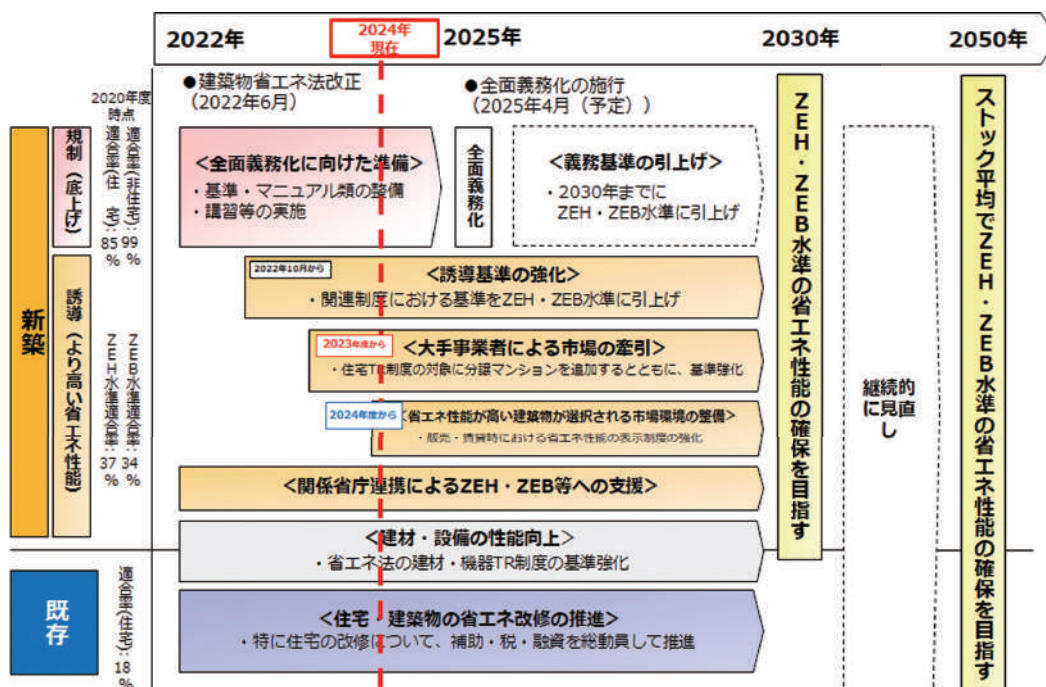 2022年
2024年
現在
2025年
2030年
2050年
●建築物省エネ法改正
（2022年6月）
●全面義務化の施行
（2025年4月（予定））
2020年度
時点
新築
規制（底上げ）
適合率(住　宅):85%
適合率(非住宅):99%
<全面義務化に向けた準備>
・基準・マニュアル類の整備
・講習等の実施
全面義務化
<義務基準の引上げ>
・2030年までに
ZEH・ZEB水準に引上げ
誘導（より高い省エネ性能）
ZEH水準適合率:37%
ZEB水準適合率:34%
2022年10月から
<誘導基準の強化>
・関連制度における基準をZEH・ZEB水準に引上げ
2023年度から
<大手事業者による市場の牽引>
・住宅TR制度の対象に分譲マンションを追加するとともに、基準強化
2024年度から
<省エネ性能が高い建築物が選択される市場環境の整備>
・販売・賃貸時における省エネ性能の表示制度の強化
<関係省庁連携によるZEH・ZEB等への支援>
<建材・設備の性能向上>
・省エネ法の建材・機器TR制度の基準強化
既存
適合率(住宅):18%
<住宅・建築物の省エネ改修の推進>
・特に住宅の改修について、補助・税・融資を総動員して推進
ZEH・ZEB水準の省エネ性能の確保を目指す
継続的
に見直
し
ストック平均でZEH・ZEB水準の省エネ性能の確保を目指す